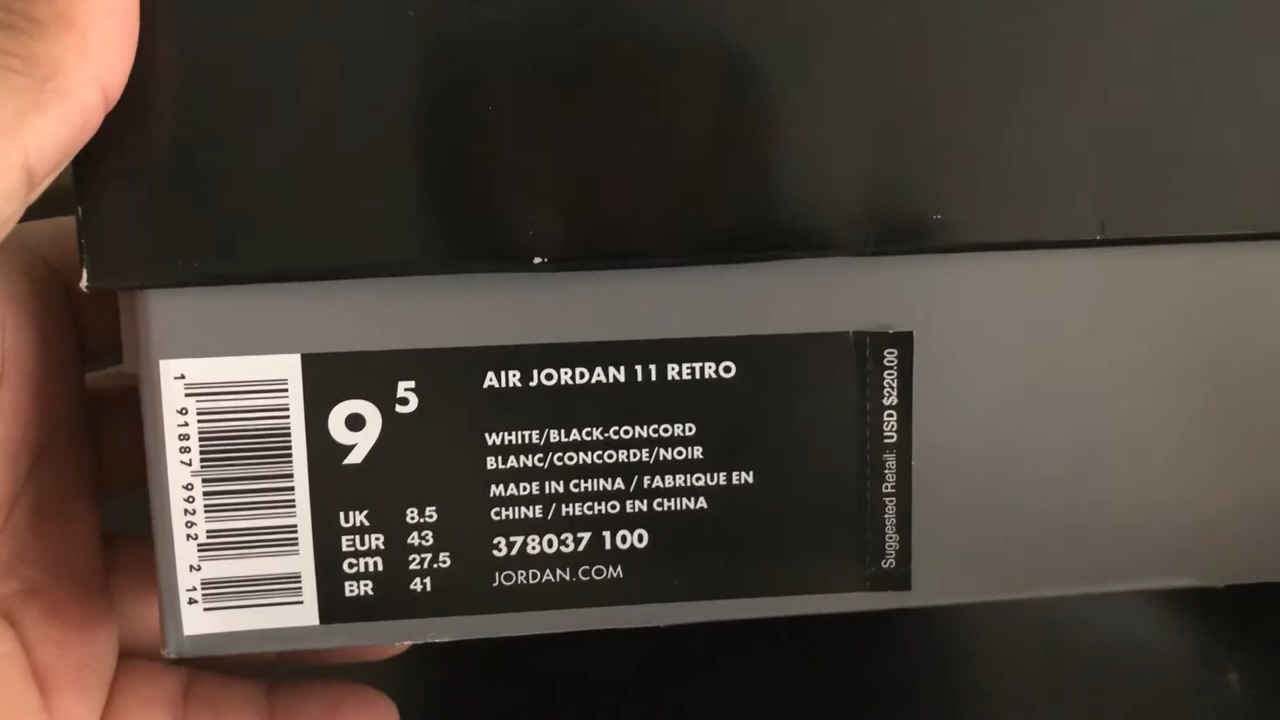 1 91887 99262 2 14
9 5
UK 8.5
EUR 43
cm 27.5
BR 41
AIR JORDAN 11 RETRO
WHITE/BLACK-CONCORD
BLANC/CONCORDE/NOIR
MADE IN CHINA / FABRIQUE EN
CHINE / HECHO EN CHINA
378037 100
JORDAN.COM
Suggested Retail: USD $220.00